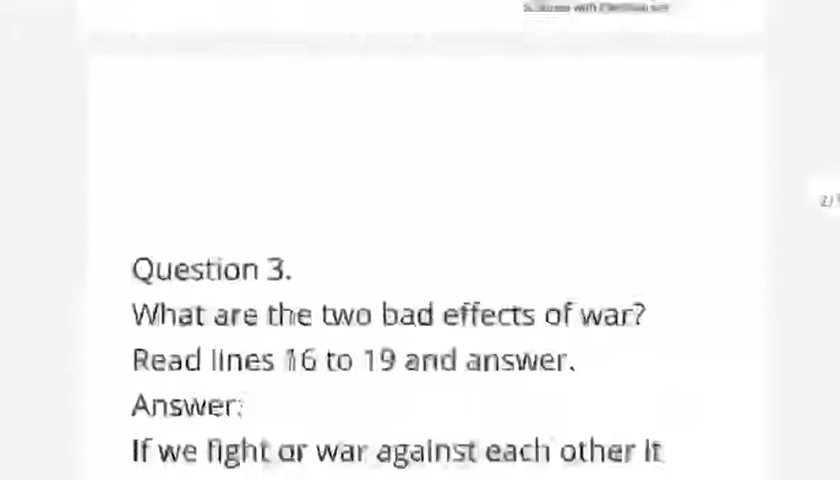 Question 3.
What are the two bad effects of war?
Read lines 16 to 19 and answer.
Answer:
If we fight or war against each other it